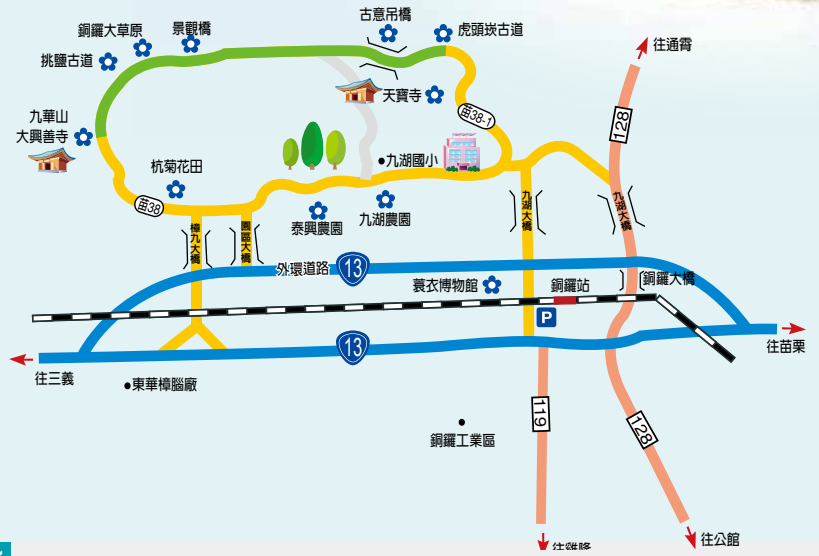 古意吊橋
銅鑼大草原
景觀橋
虎頭崁古道
往通霄
挑鹽古道
天寶寺
九華山
大興善寺
苗38-1
128
九湖國小
杭菊花田
苗38
樟九大橋
園區大橋
泰興農園
九湖農園
九湖大橋
九湖大橋
外環道路
13
蓑衣博物館
銅鑼站
銅鑼大橋
P
13
往三義
往苗栗
東華樟腦廠
119
128
銅鑼工業區
往公館